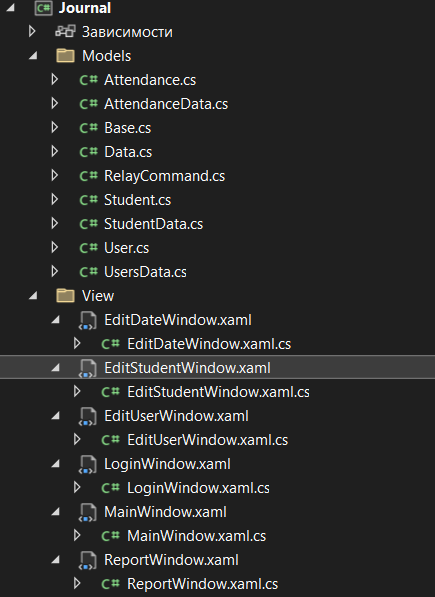 C# Journal
Зависимости
Models
C# Attendance.cs
C# AttendanceData.cs
C# Base.cs
C# Data.cs
C# RelayCommand.cs
C# Student.cs
C# StudentData.cs
C# User.cs
C# UsersData.cs
View
EditDateWindow.xaml
C# EditDateWindow.xaml.cs
EditStudentWindow.xaml
C# EditStudentWindow.xaml.cs
EditUserWindow.xaml
C# EditUserWindow.xaml.cs
LoginWindow.xaml
C# LoginWindow.xaml.cs
MainWindow.xaml
C# MainWindow.xaml.cs
ReportWindow.xaml
C# ReportWindow.xaml.cs